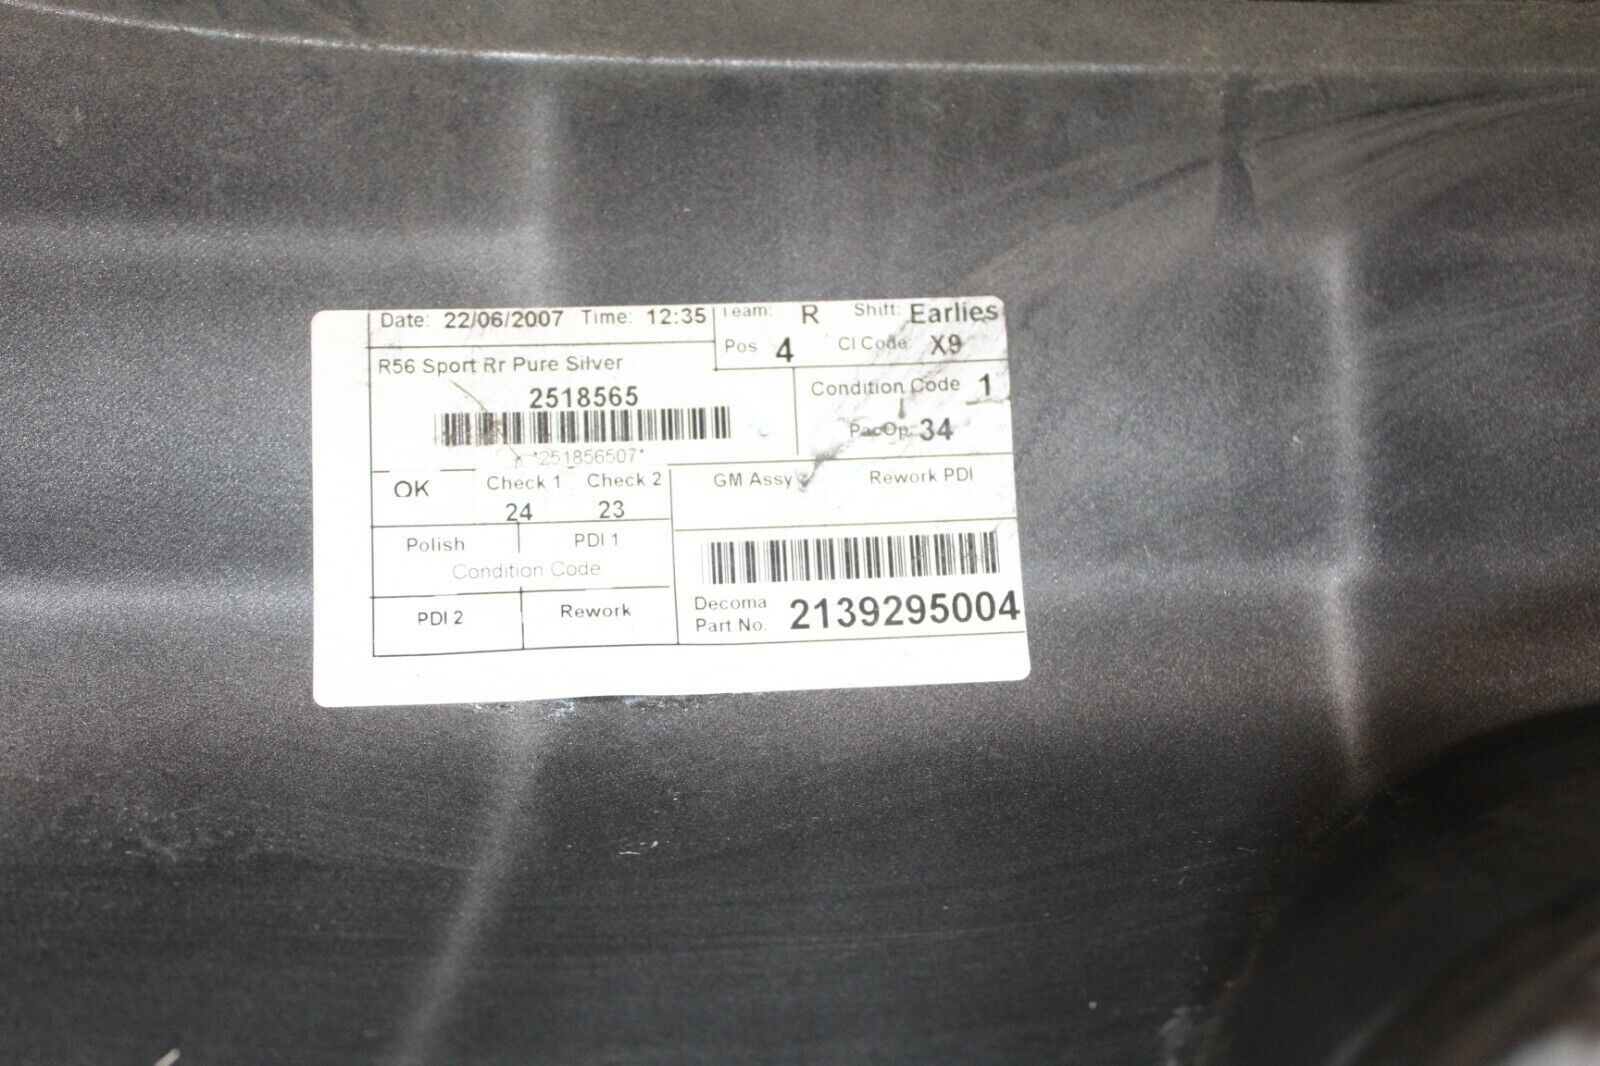 Date: 22/06/2007 Time: 12:35
Team: R Shift: Earlies
Pos 4 CI Code: X9
R56 Sport Rr Pure Silver
2518565
*251856507*
Condition Code 1
PacOp: 34
OK Check 1 Check 2
24 23
GM Assy Rework PDI
Polish PDI 1
Condition Code
PDI 2 Rework
Decoma
Part No. 2139295004